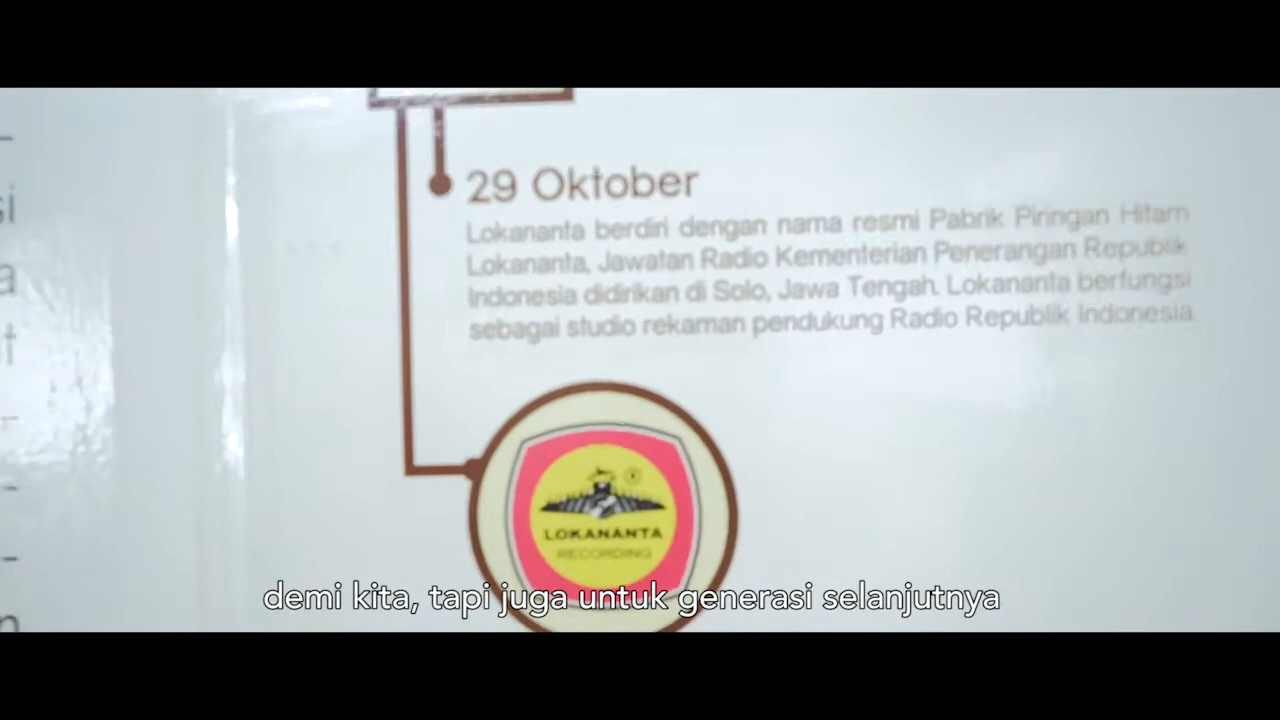 29 Oktober
Lokananta berdiri dengan nama resmi Pabrik Piringan Hitam
Lokananta, Jawatan Radio Kementerian Penerangan Republik
Indonesia didirikan di Solo, Jawa Tengah. Lokananta berfungsi
sebagai studio rekaman pendukung Radio Republik Indonesia.
LOKANANTA
RECORDING
demi kita, tapi juga untuk generasi selanjutnya